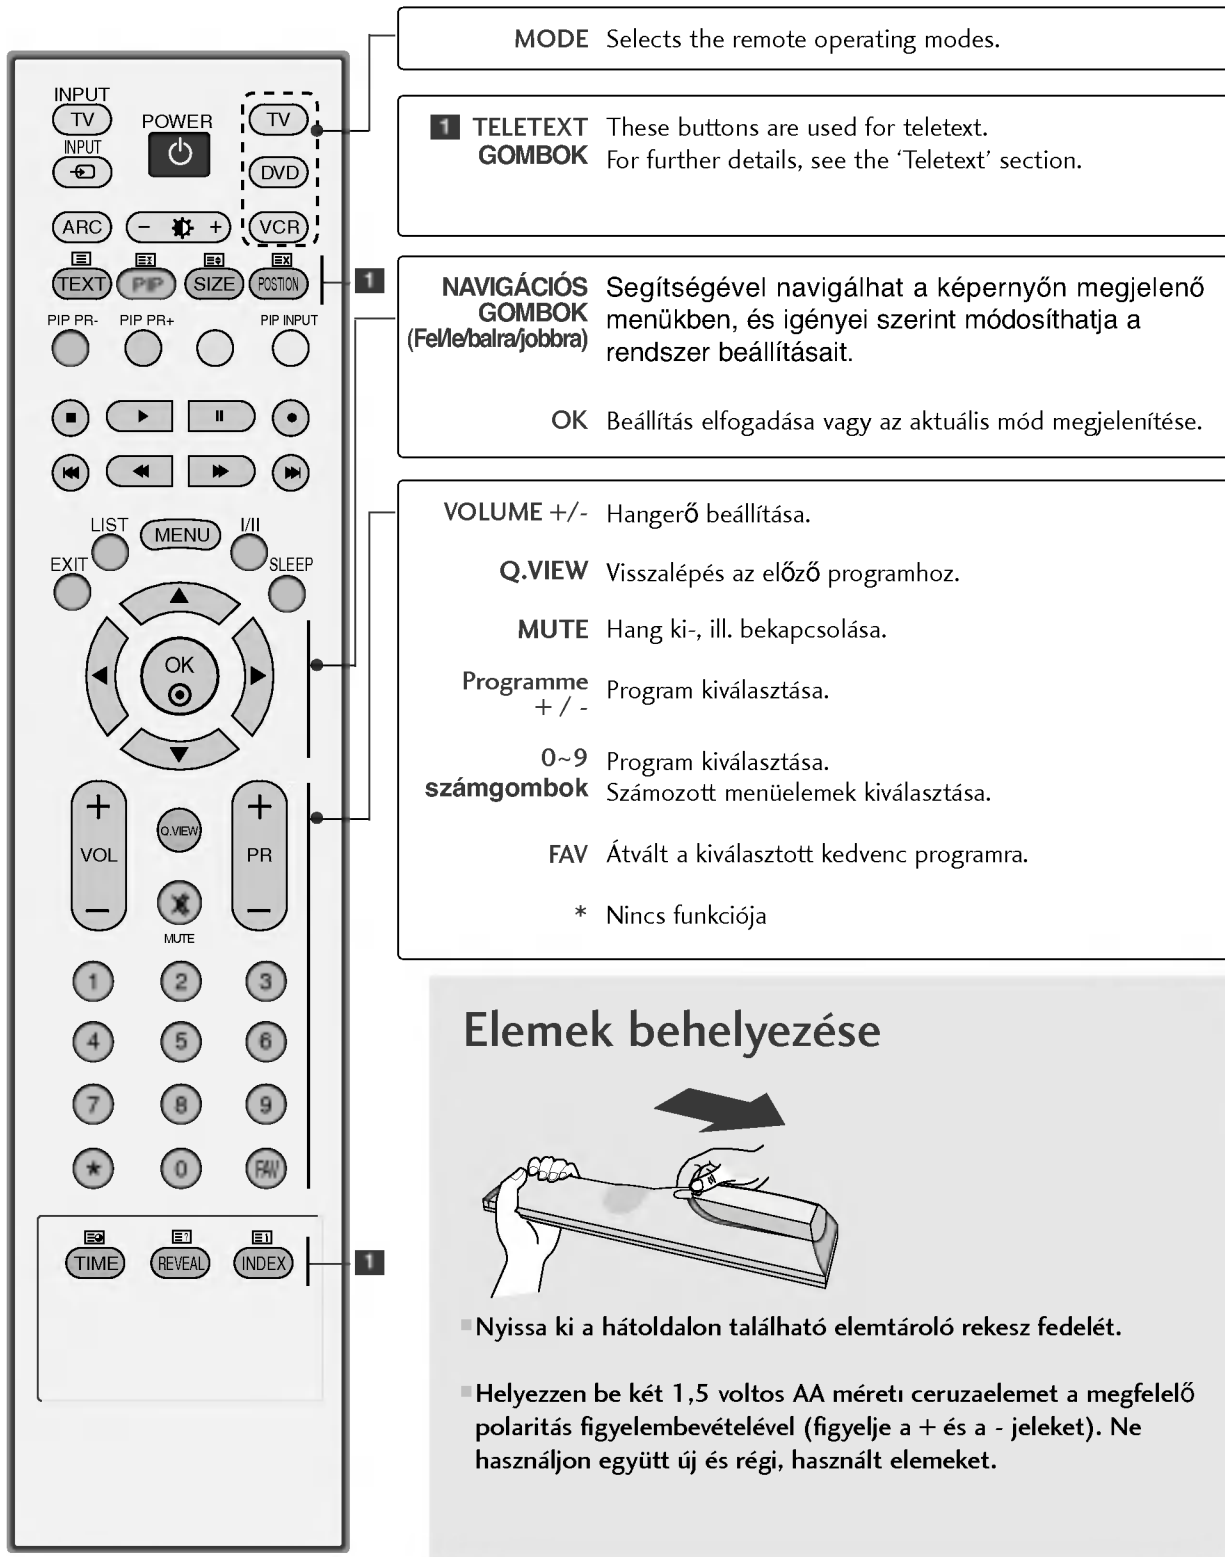 MODE Selects the remote operating modes.
1 TELETEXT These buttons are used for teletext.
GOMBOK For further details, see the ‘Teletext’ section.
NAVIGÁCIÓS Segítségével navigálhat a képernyőn megjelenő
GOMBOK menükben, és igényei szerint módosíthatja a
(Fel/le/balra/jobbra) rendszer beállításait.
OK Beállítás elfogadása vagy az aktuális mód megjelenítése.
VOLUME +/- Hangerő beállítása.
Q.VIEW Visszalépés az előző programhoz.
MUTE Hang ki-, ill. bekapcsolása.
Programme Program kiválasztása.
+ / -
0~9 Program kiválasztása.
számgombok Számozott menüelemek kiválasztása.
FAV Átvált a kiválasztott kedvenc programra.
* Nincs funkciója
INPUT
TV POWER TV
INPUT
DVD
ARC - + VCR
TEXT PIP SIZE POSTION 1
PIP PR- PIP PR+ PIP INPUT
LIST MENU I/II
EXIT SLEEP
OK
+ +
VOL Q.VIEW PR
- -
MUTE
1 2 3
4 5 6
7 8 9
* 0 FAV
TIME REVEAL INDEX 1
Elemek behelyezése
Nyissa ki a hátoldalon található elemtároló rekesz fedelét.
Helyezzen be két 1,5 voltos AA méretı ceruzaelemet a megfelelő
polaritás figyelembevételével (figyelje a + és a - jeleket). Ne
használjon együtt új és régi, használt elemeket.